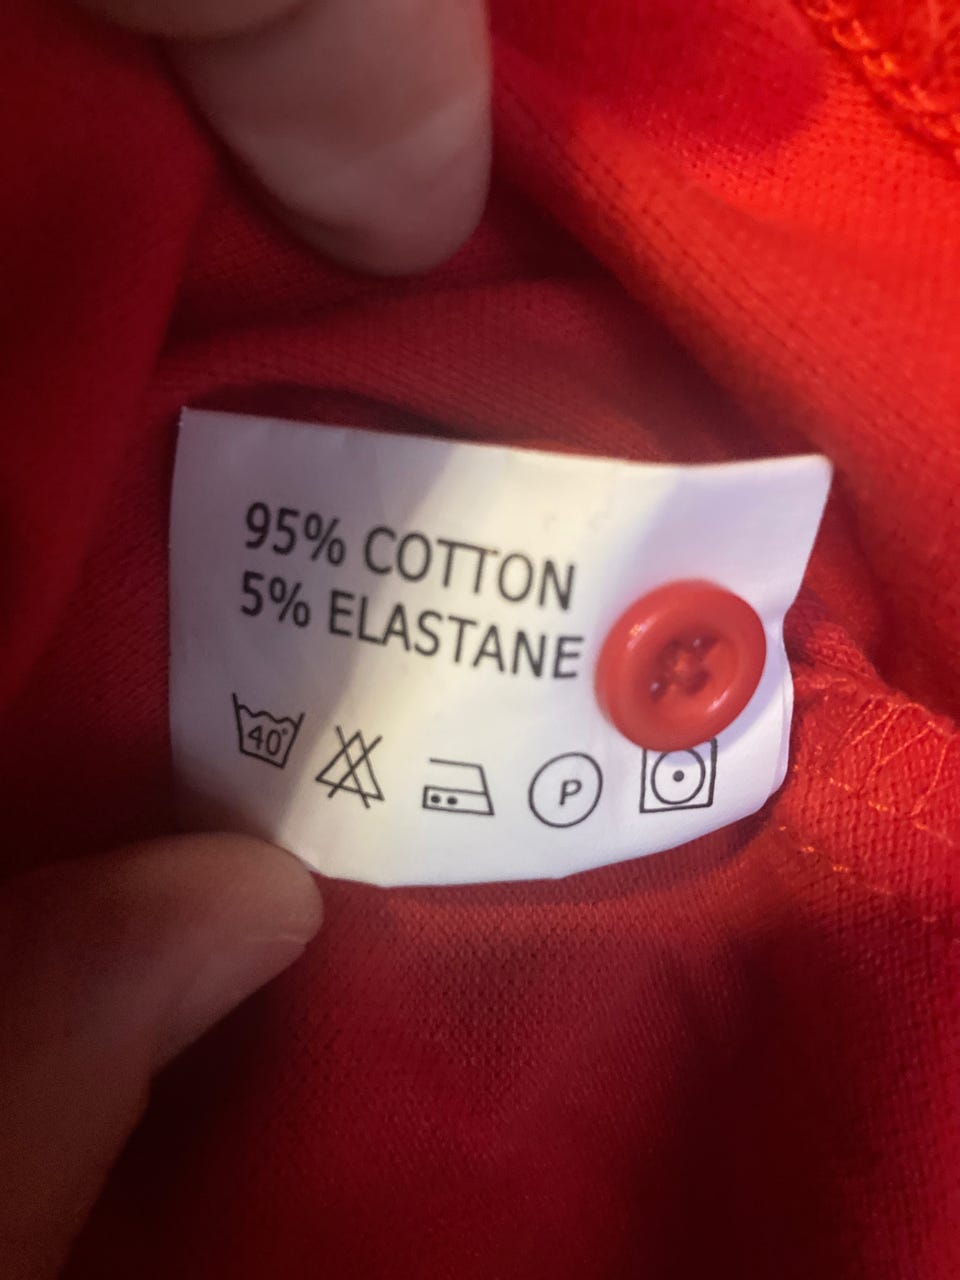 95% COTTON
5% ELASTANE
40°
P